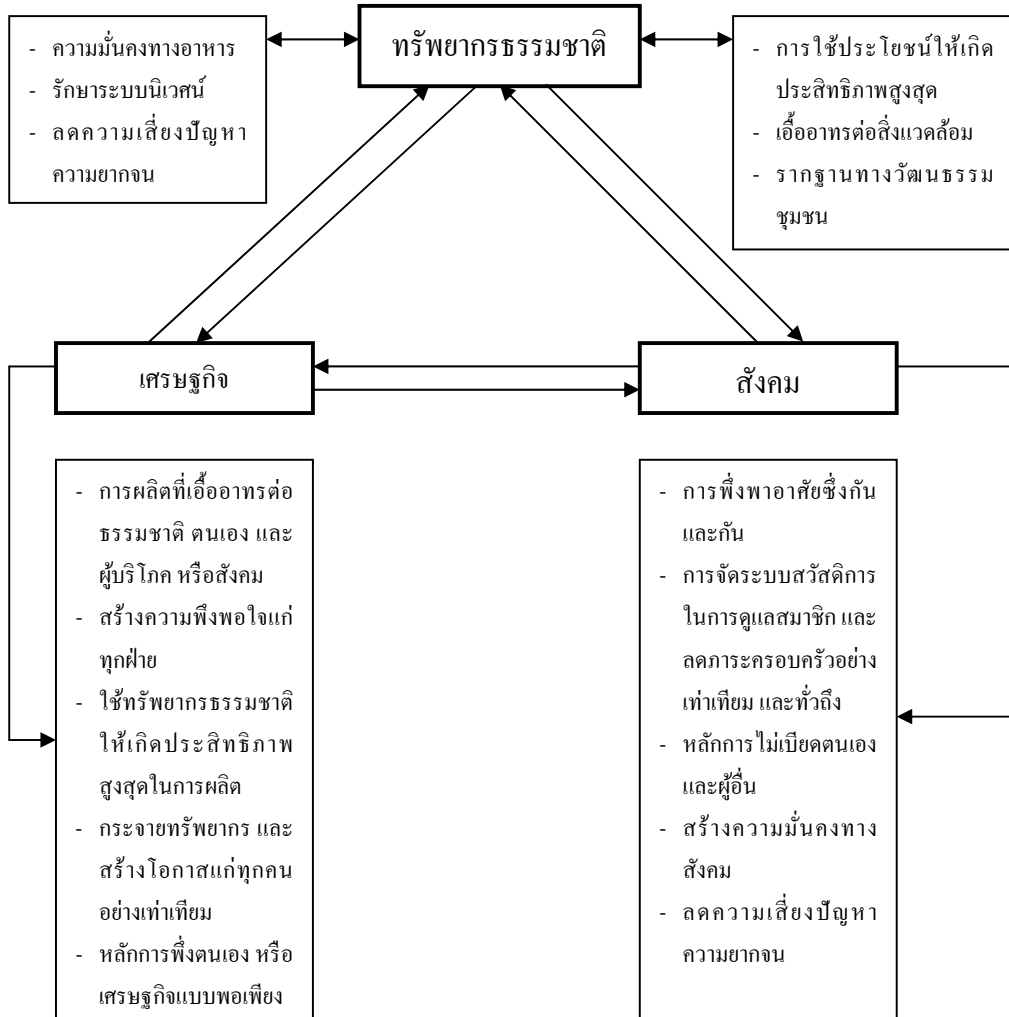 ทรัพยากรธรรมชาติ
- ความมั่นคงทางอาหาร
- รักษาระบบนิเวศน์
- ลดความเสี่ยงปัญหา
ความยากจน
- การใช้ประโยชน์ให้เกิด
ประสิทธิภาพสูงสุด
- เอื้ออาทรต่อสิ่งแวดล้อม
- รากฐานทางวัฒนธรรม
ชุมชน
เศรษฐกิจ
สังคม
- การผลิตที่เอื้ออาทรต่อ
ธรรมชาติ ตนเอง และ
ผู้บริโภค หรือสังคม
- สร้างความพึงพอใจแก่
ทุกฝ่าย
- ใช้ทรัพยากรธรรมชาติ
ให้เกิดประสิทธิภาพ
สูงสุดในการผลิต
- กระจายทรัพยากร และ
สร้างโอกาสแก่ทุกคน
อย่างเท่าเทียม
- หลักการพึ่งตนเอง หรือ
เศรษฐกิจแบบพอเพียง
- การพึ่งพาอาศัยซึ่งกัน
และกัน
- การจัดระบบสวัสดิการ
ในการดูแลสมาชิก และ
ลดภาระครอบครัวอย่าง
เท่าเทียม และทั่วถึง
- หลักการไม่เบียดตนเอง
และผู้อื่น
- สร้างความมั่นคงทาง
สังคม
- ลดความเสี่ยงปัญหา
ความยากจน